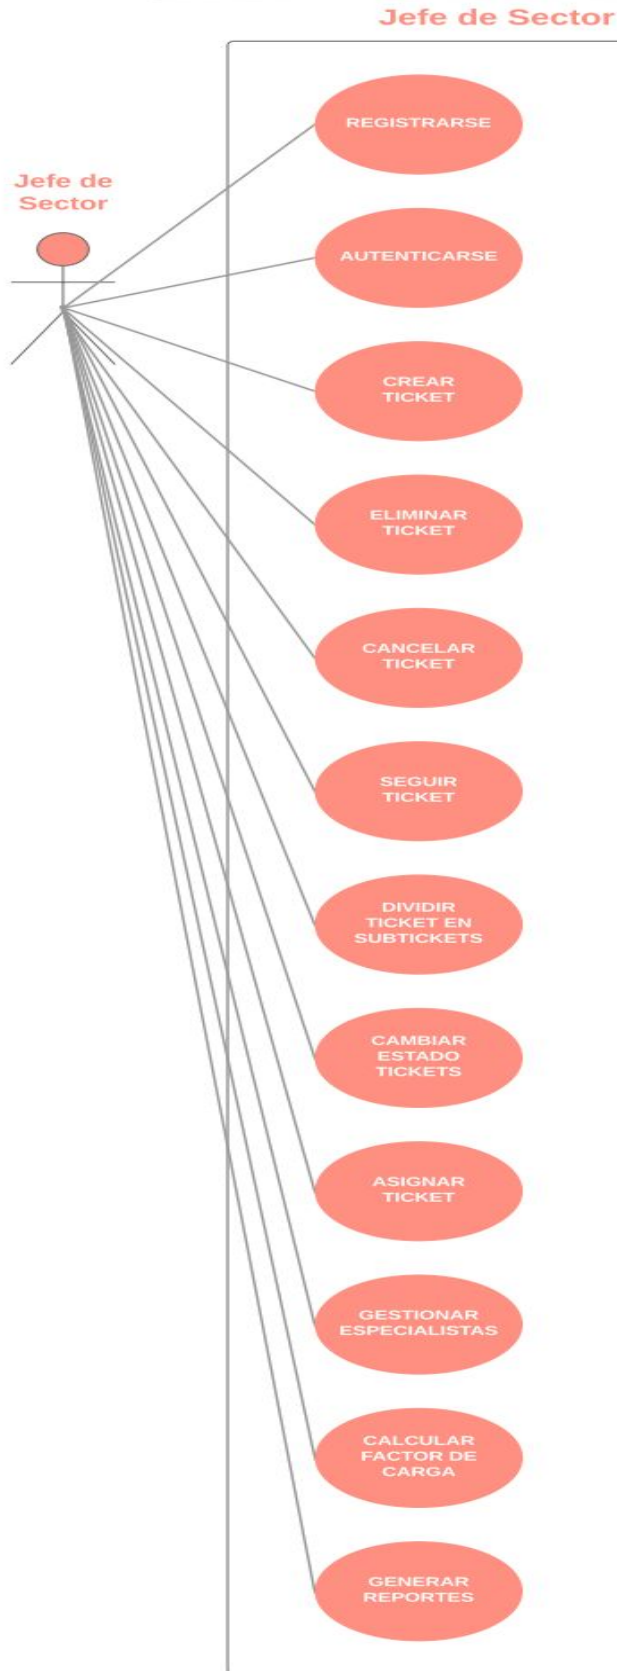 Jefe de Sector
Jefe de
Sector
REGISTRARSE
AUTENTICARSE
CREAR
TICKET
ELIMINAR
TICKET
CANCELAR
TICKET
SEGUIR
TICKET
DIVIDIR
TICKET EN
SUBTICKETS
CAMBIAR
ESTADO
TICKETS
ASIGNAR
TICKET
GESTIONAR
ESPECIALISTAS
CALCULAR
FACTOR DE
CARGA
GENERAR
REPORTES